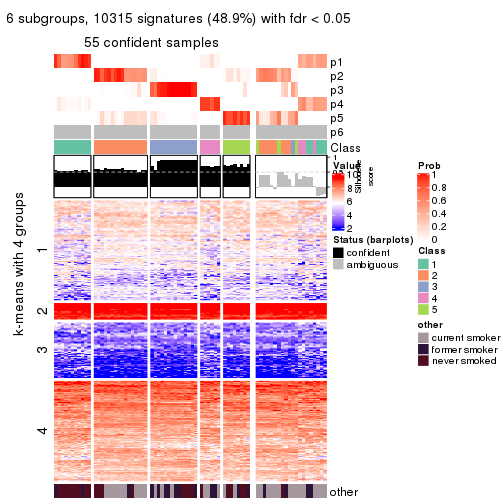 6 subgroups, 10315 signatures (48.9%) with fdr < 0.05
55 confident samples
p1
p2
p3
p4
p5
p6
Class
1
0.5
Silhouette
score
k-means with 4 groups
1
2
3
4
other
Value
10
8
6
4
2
Status (barplots)
confident
ambiguous
Prob
1
0.8
0.6
0.4
0.2
0
Class
1
2
3
4
5
other
current smoker
former smoker
never smoked